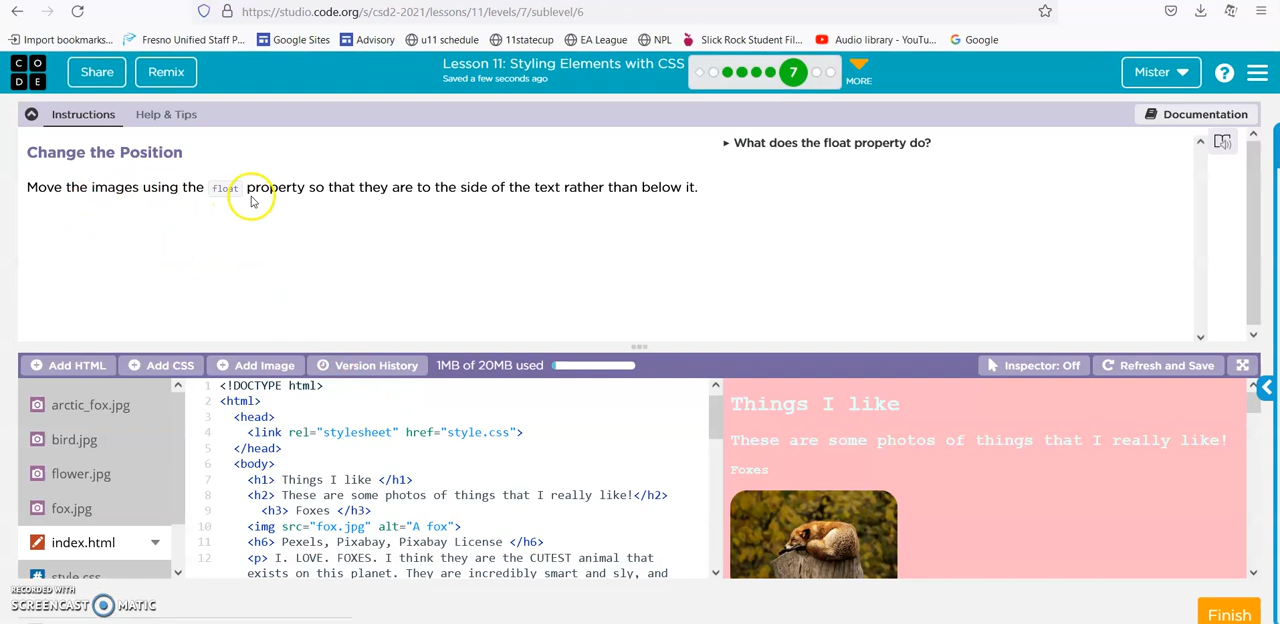 https://studio.code.org/s/csd2-2021/lessons/11/levels/7/sublevel/6
Import bookmarks...
Fresno Unified Staff P...
Google Sites
Advisory
u11 schedule
11statecup
EA League
NPL
Slick Rock Student Fil...
Audio library - YouTu...
Google
CO
DE
Share
Remix
Lesson 11: Styling Elements with CSS
Saved a few seconds ago
7
MORE
Mister
?
Instructions
Help & Tips
Documentation
Change the Position
What does the float property do?
Move the images using the float property so that they are to the side of the text rather than below it.
Add HTML
Add CSS
Add Image
Version History
1MB of 20MB used
Inspector: Off
Refresh and Save
arctic_fox.jpg
bird.jpg
flower.jpg
fox.jpg
index.html
style.css
1 <!DOCTYPE html>
2 <html>
3 <head>
4 <link rel="stylesheet" href="style.css">
5 </head>
6 <body>
7 <h1> Things I like </h1>
8 <h2> These are some photos of things that I really like!</h2>
9 <h3> Foxes </h3>
10 <img src="fox.jpg" alt="A fox">
11 <h6> Pexels, Pixabay, Pixabay License </h6>
12 <p> I. LOVE. FOXES. I think they are the CUTEST animal that
exists on this planet. They are incredibly smart and sly, and
Things I like
These are some photos of things that I really like!
Foxes
RECORDED WITH
SCREENCAST MATIC
Finish